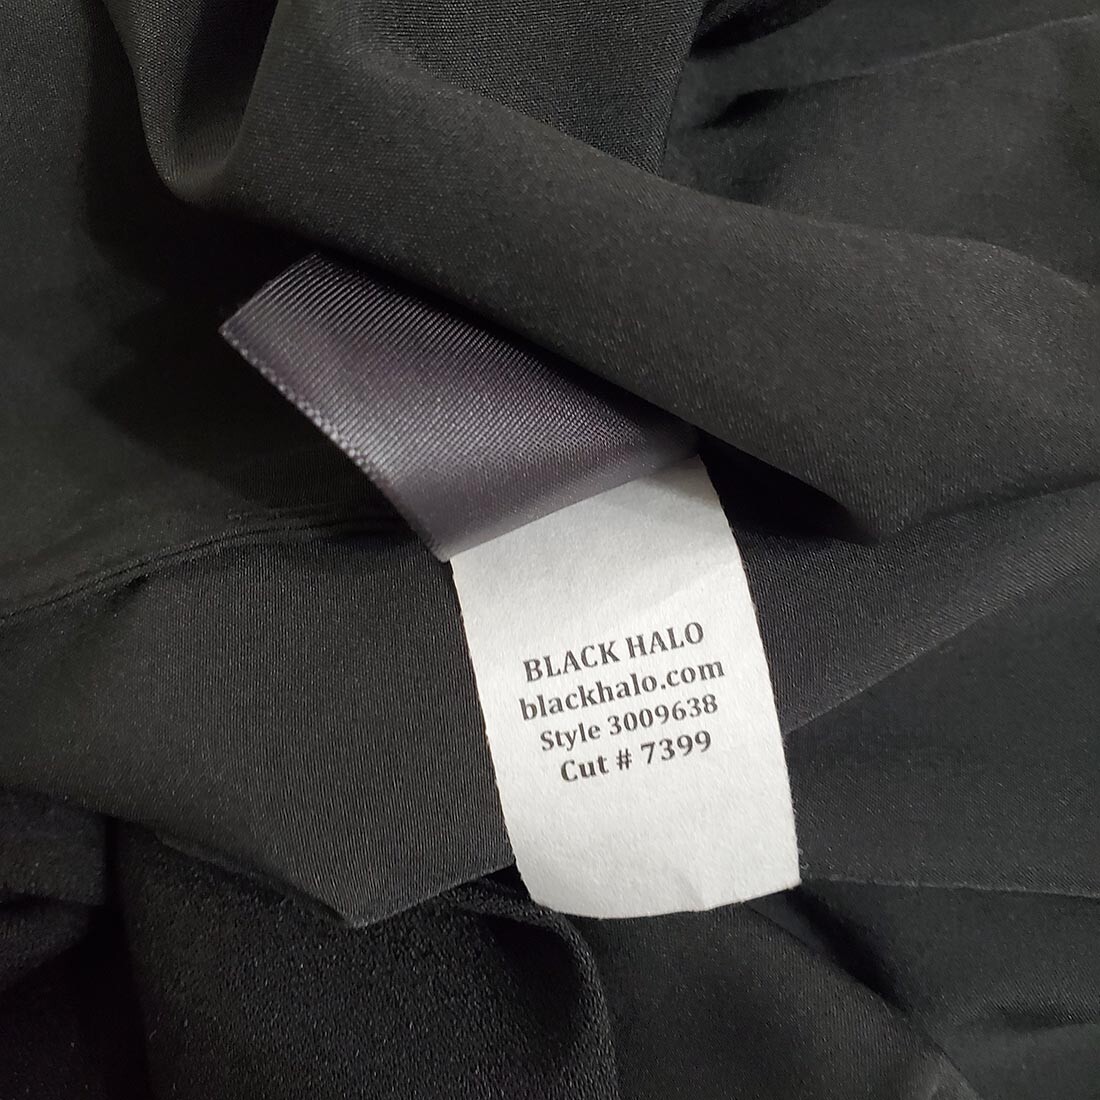 BLACK HALO
blackhalo.com
Style 3009638
Cut # 7399